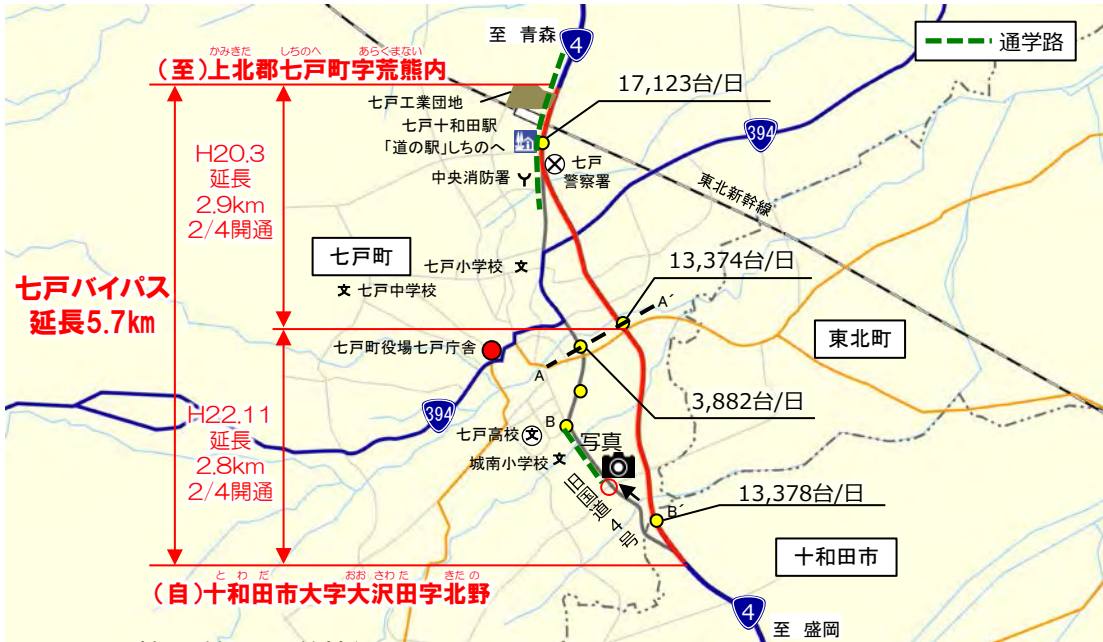 至 青森
4
通学路
かみきた しちのへ あらくまない
（至）上北郡七戸町字荒熊内
七戸工業団地
17,123台/日
七戸十和田駅
「道の駅」しちのへ
394
中央消防署
七戸
警察署
東北新幹線
H20.3
延長
2.9km
2/4開通
七戸町
七戸小学校
文
文
七戸中学校
13,374台/日
A´
七戸バイパス
延長5.7km
東北町
七戸町役場七戸庁舎
A
3,882台/日
394
H22.11
延長
2.8km
2/4開通
B
七戸高校
文
写真
城南小学校
文
旧国道4号
13,378台/日
B´
十和田市
とわだ おおさわだ きたの
（自）十和田市大字大沢田字北野
4
至 盛岡